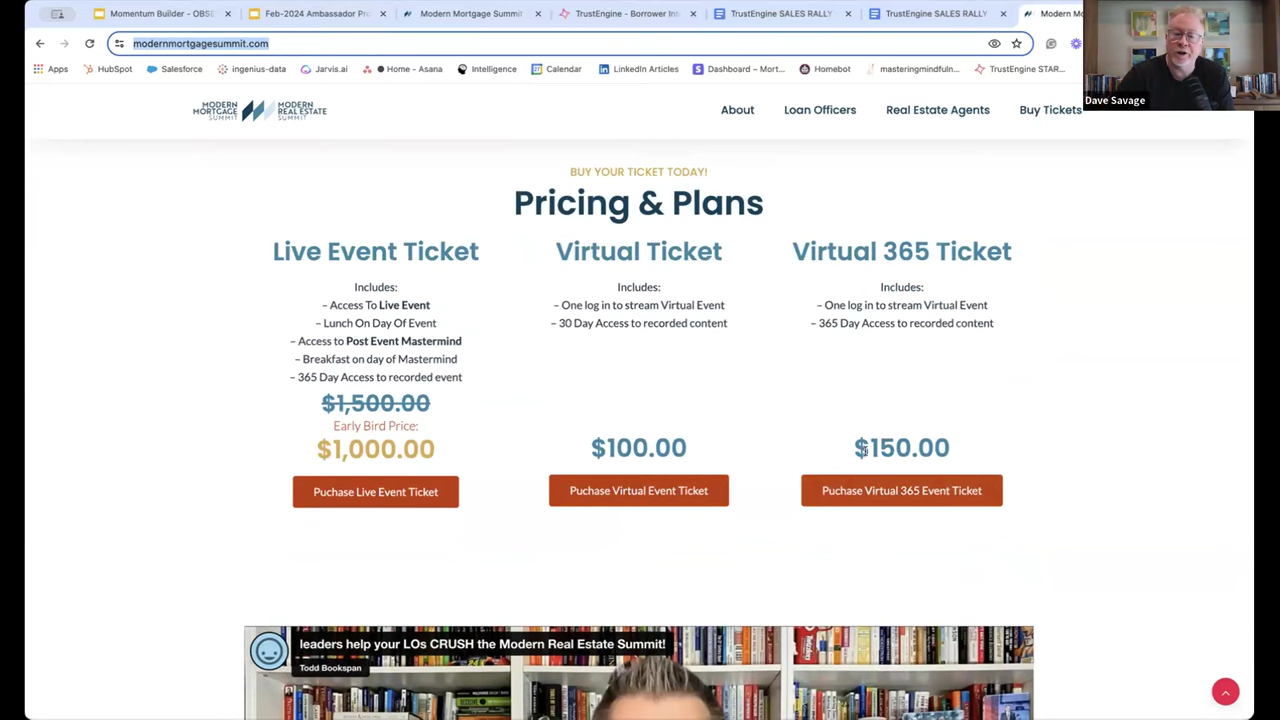 Momentum Builder - OBSE
Feb-2024 Ambassador Pro
Modern Mortgage Summit
TrustEngine - Borrower Int
TrustEngine SALES RALLY
TrustEngine SALES RALLY
Modern Mo
modernmortgagesummit.com
Apps
HubSpot
Salesforce
ingenius-data
Jarvis.ai
Home - Asana
Intelligence
Calendar
LinkedIn Articles
Dashboard – Mort...
Homebot
masteringmindfuln...
TrustEngine STAR...
Dave Savage
MODERN MORTGAGE SUMMIT
MODERN REAL ESTATE SUMMIT
About
Loan Officers
Real Estate Agents
Buy Tickets
BUY YOUR TICKET TODAY!
Pricing & Plans
Live Event Ticket
Includes:
– Access To Live Event
– Lunch On Day Of Event
– Access to Post Event Mastermind
– Breakfast on day of Mastermind
– 365 Day Access to recorded event
$1,500.00
Early Bird Price:
$1,000.00
Puchase Live Event Ticket
Virtual Ticket
Includes:
– One log in to stream Virtual Event
– 30 Day Access to recorded content
$100.00
Puchase Virtual Event Ticket
Virtual 365 Ticket
Includes:
– One log in to stream Virtual Event
– 365 Day Access to recorded content
$150.00
Puchase Virtual 365 Event Ticket
leaders help your LOs CRUSH the Modern Real Estate Summit!
Todd Bookspan